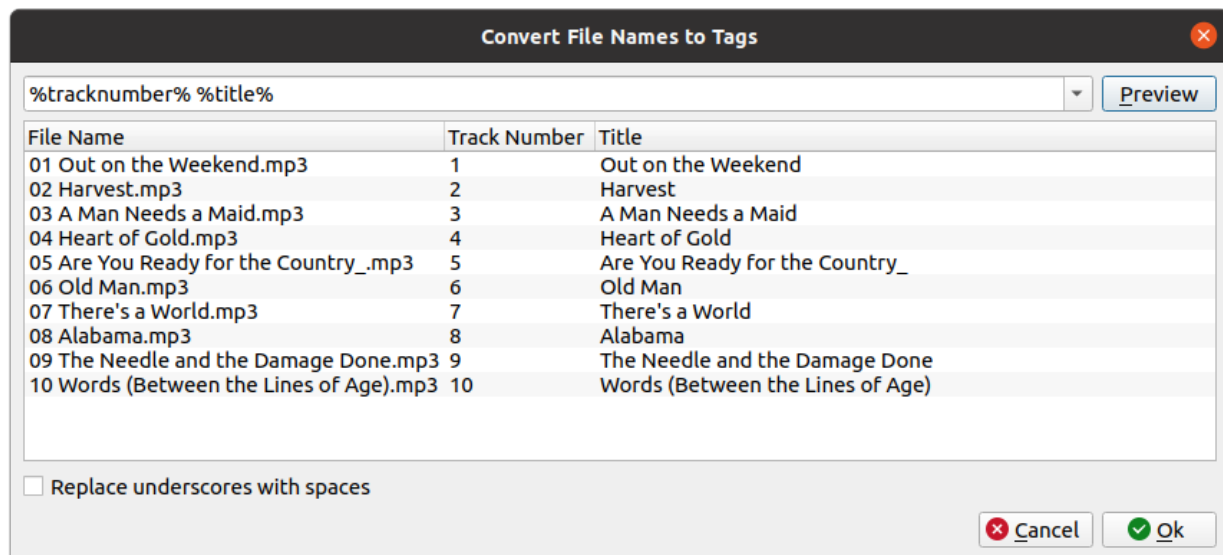 Convert File Names to Tags
%tracknumber% %title%
Preview
File Name Track Number Title
01 Out on the Weekend.mp3 1 Out on the Weekend
02 Harvest.mp3 2 Harvest
03 A Man Needs a Maid.mp3 3 A Man Needs a Maid
04 Heart of Gold.mp3 4 Heart of Gold
05 Are You Ready for the Country_.mp3 5 Are You Ready for the Country_
06 Old Man.mp3 6 Old Man
07 There's a World.mp3 7 There's a World
08 Alabama.mp3 8 Alabama
09 The Needle and the Damage Done.mp3 9 The Needle and the Damage Done
10 Words (Between the Lines of Age).mp3 10 Words (Between the Lines of Age)
Replace underscores with spaces
Cancel Ok